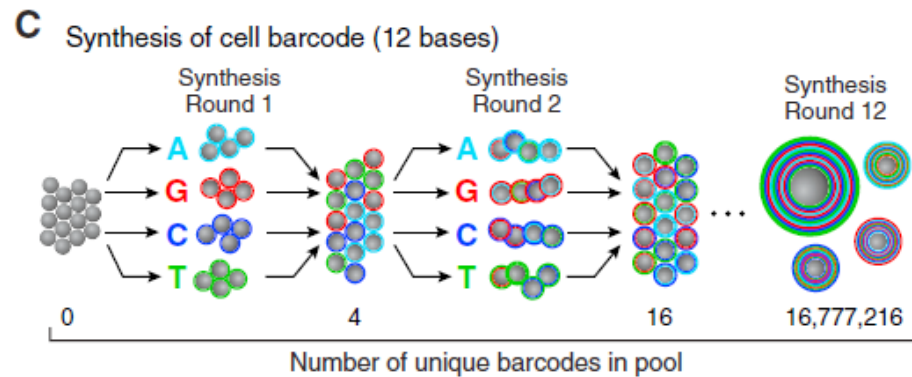 C Synthesis of cell barcode (12 bases)
Synthesis
Round 1
Synthesis
Round 2
Synthesis
Round 12
A
G
C
T
A
G
C
T
...
0
4
16
16,777,216
Number of unique barcodes in pool